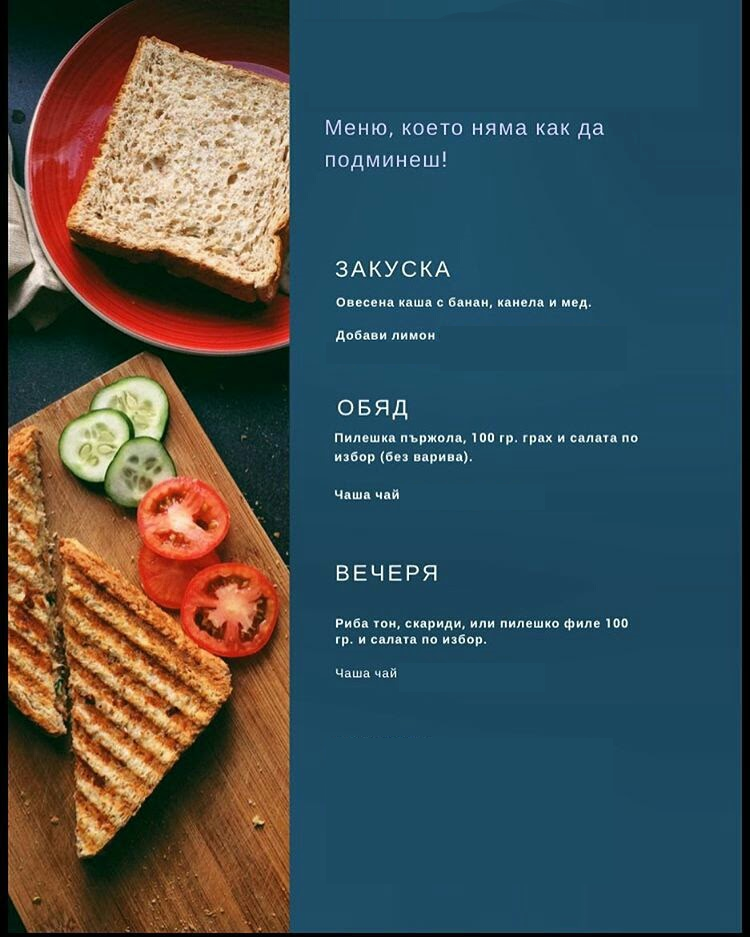 Меню, което няма как да
подминеш!
ЗАКУСКА
Овесена каша с банан, канела и мед.
Добави лимон
ОБЯД
Пилешка пържола, 100 гр. грах и салата по
избор (без варива).
Чаша чай
ВЕЧЕРЯ
Риба тон, скариди, или пилешко филе 100
гр. и салата по избор.
Чаша чай